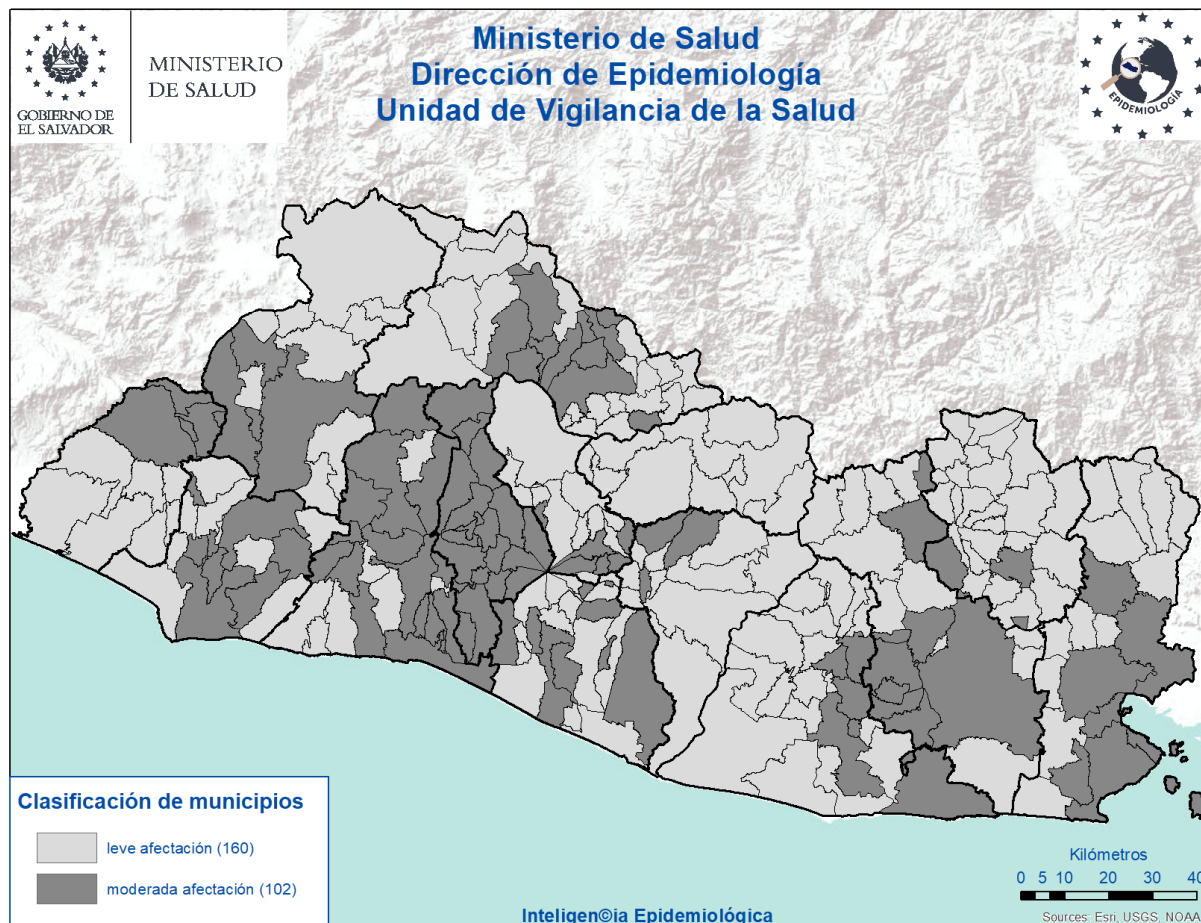 GOBIERNO DE
EL SALVADOR
MINISTERIO
DE SALUD
Ministerio de Salud
Dirección de Epidemiología
Unidad de Vigilancia de la Salud
EPIDEMIOLOGÍA
Clasificación de municipios
leve afectación (160)
moderada afectación (102)
Inteligen©ia Epidemiológica
Kilómetros
0 5 10 20 30 40
Sources: Esri, USGS, NOAA